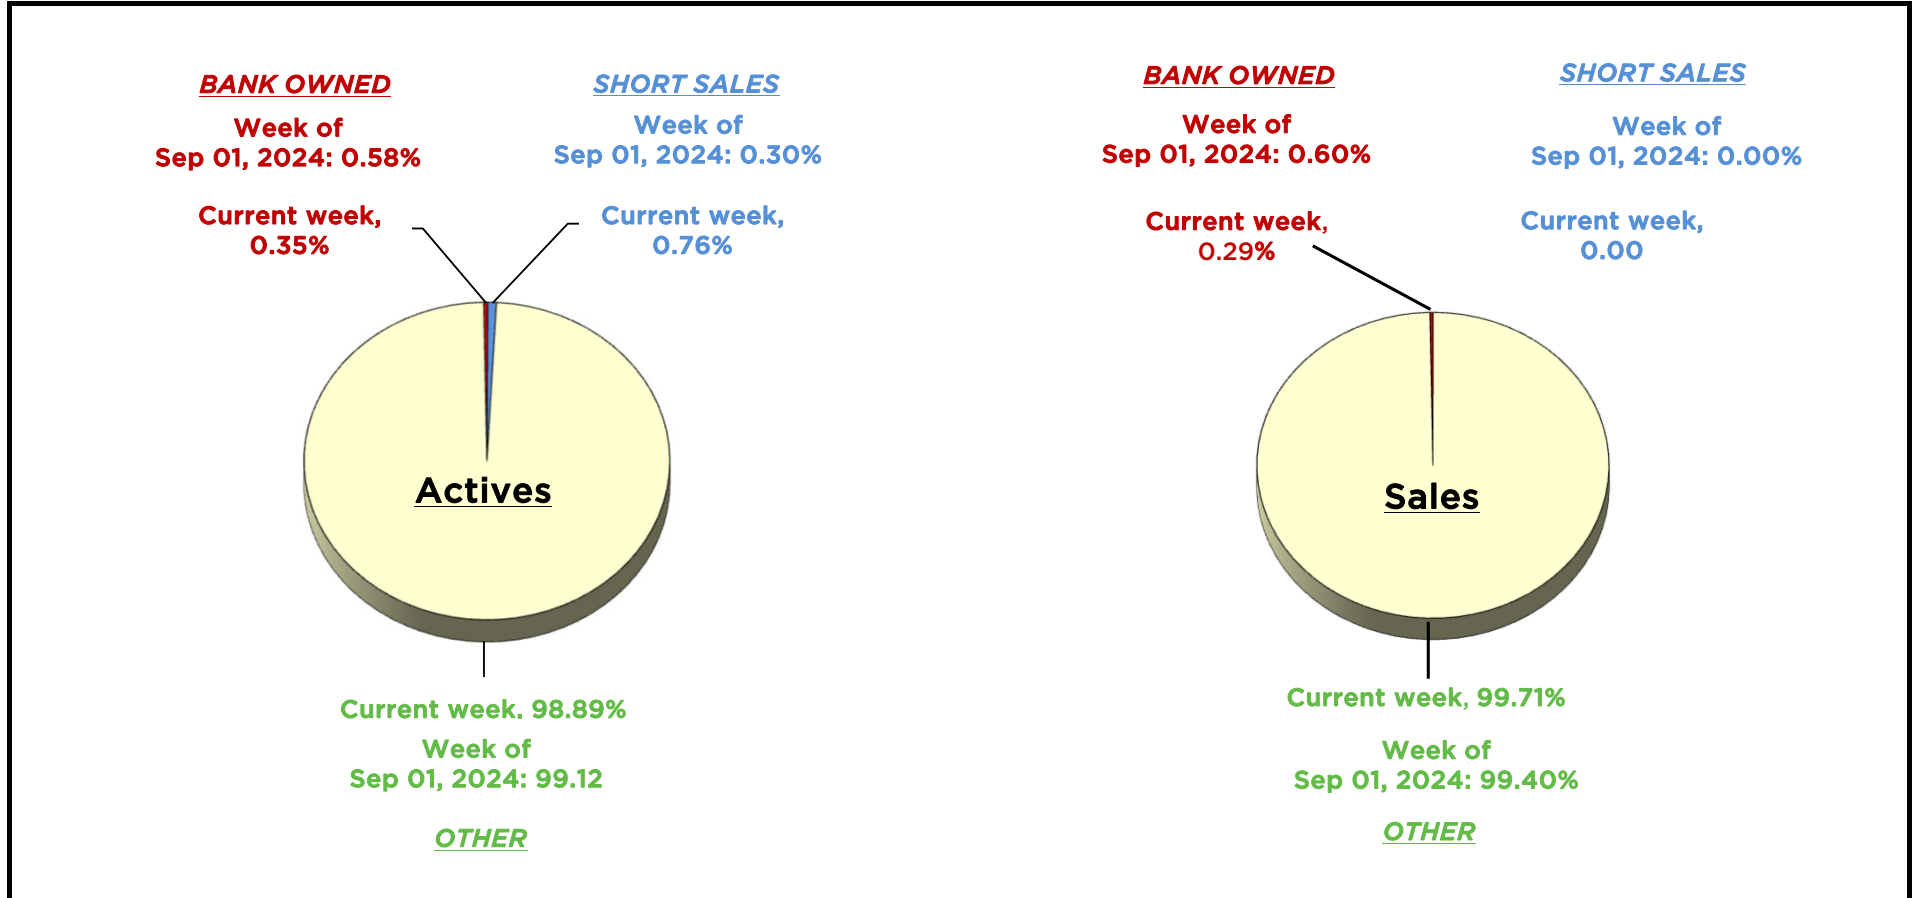 BANK OWNED
Week of
Sep 01, 2024: 0.58%
Current week,
0.35%
SHORT SALES
Week of
Sep 01, 2024: 0.30%
Current week,
0.76%
Actives
Current week, 98.89%
Week of
Sep 01, 2024: 99.12
OTHER
BANK OWNED
Week of
Sep 01, 2024: 0.60%
Current week,
0.29%
SHORT SALES
Week of
Sep 01, 2024: 0.00%
Current week,
0.00
Sales
Current week, 99.71%
Week of
Sep 01, 2024: 99.40%
OTHER